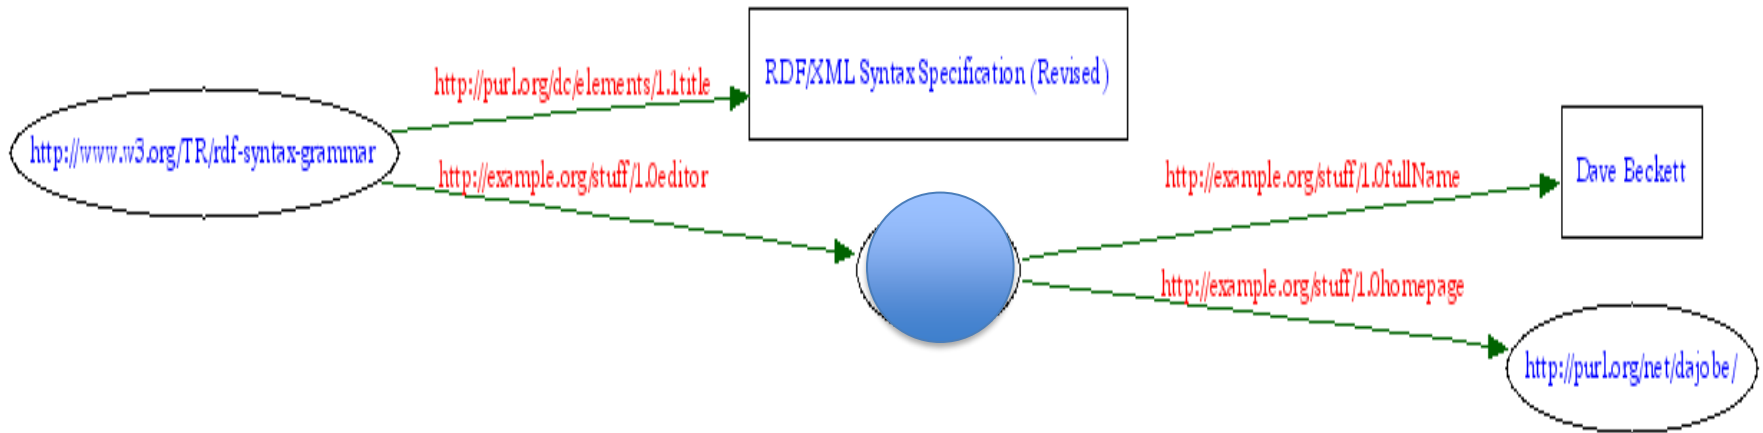 http://purl.org/dc/elements/1.1title
RDF/XML Syntax Specification (Revised)
http://www.w3.org/TR/rdf-syntax-grammar
http://example.org/stuff/1.0editor
http://example.org/stuff/1.0fullName
Dave Beckett
http://example.org/stuff/1.0homepage
http://purl.org/net/dajobe/